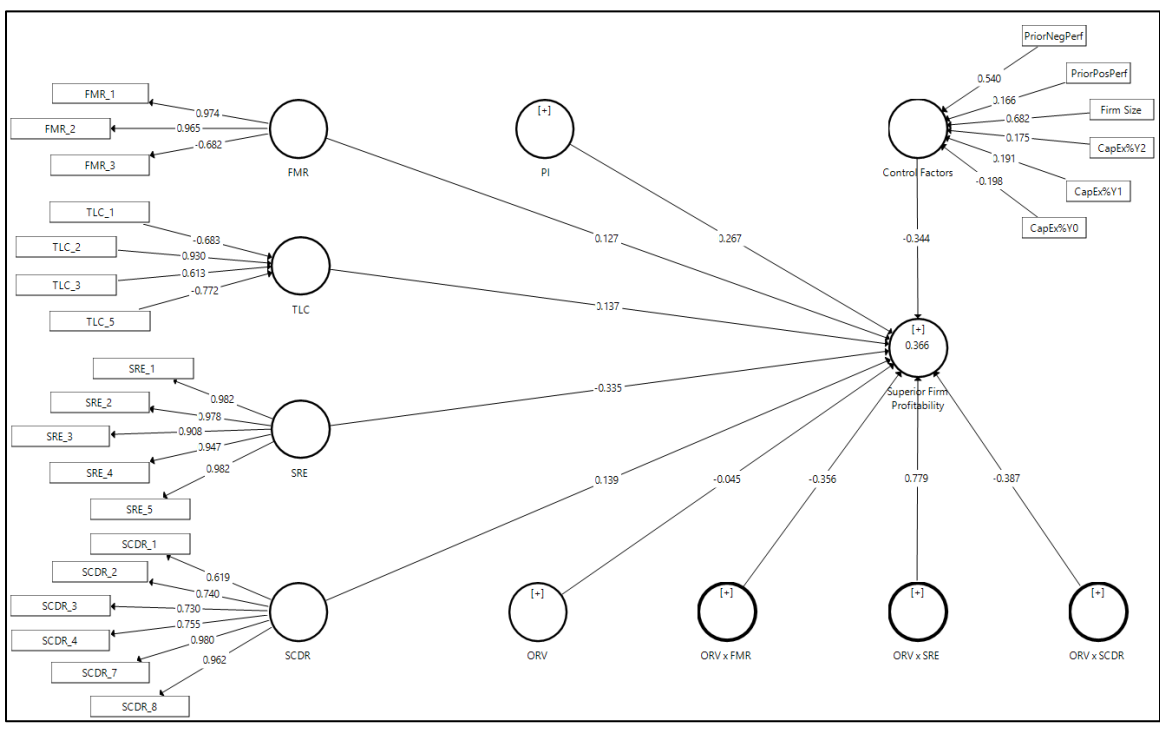 PriorNegPerf
0.540
PriorPosPerf
0.166
Firm Size
0.682
CapEx%Y2
0.175
CapEx%Y1
0.191
CapEx%Y0
-0.198
Control Factors
-0.344
FMR_1
0.974
FMR_2
0.965
FMR_3
-0.682
FMR
0.127
[+]
PI
0.267
TLC_1
-0.683
TLC_2
0.930
TLC_3
0.613
TLC_5
-0.772
TLC
0.137
[+]
0.366
Superior Firm
Profitability
SRE_1
0.982
SRE_2
0.978
SRE_3
0.908
SRE_4
0.947
SRE_5
0.982
SRE
-0.335
SCDR_1
0.619
SCDR_2
0.740
SCDR_3
0.730
SCDR_4
0.755
SCDR_7
0.980
SCDR_8
0.962
SCDR
0.139
-0.045
-0.356
0.779
-0.387
[+]
ORV
[+]
ORV x FMR
[+]
ORV x SRE
[+]
ORV x SCDR